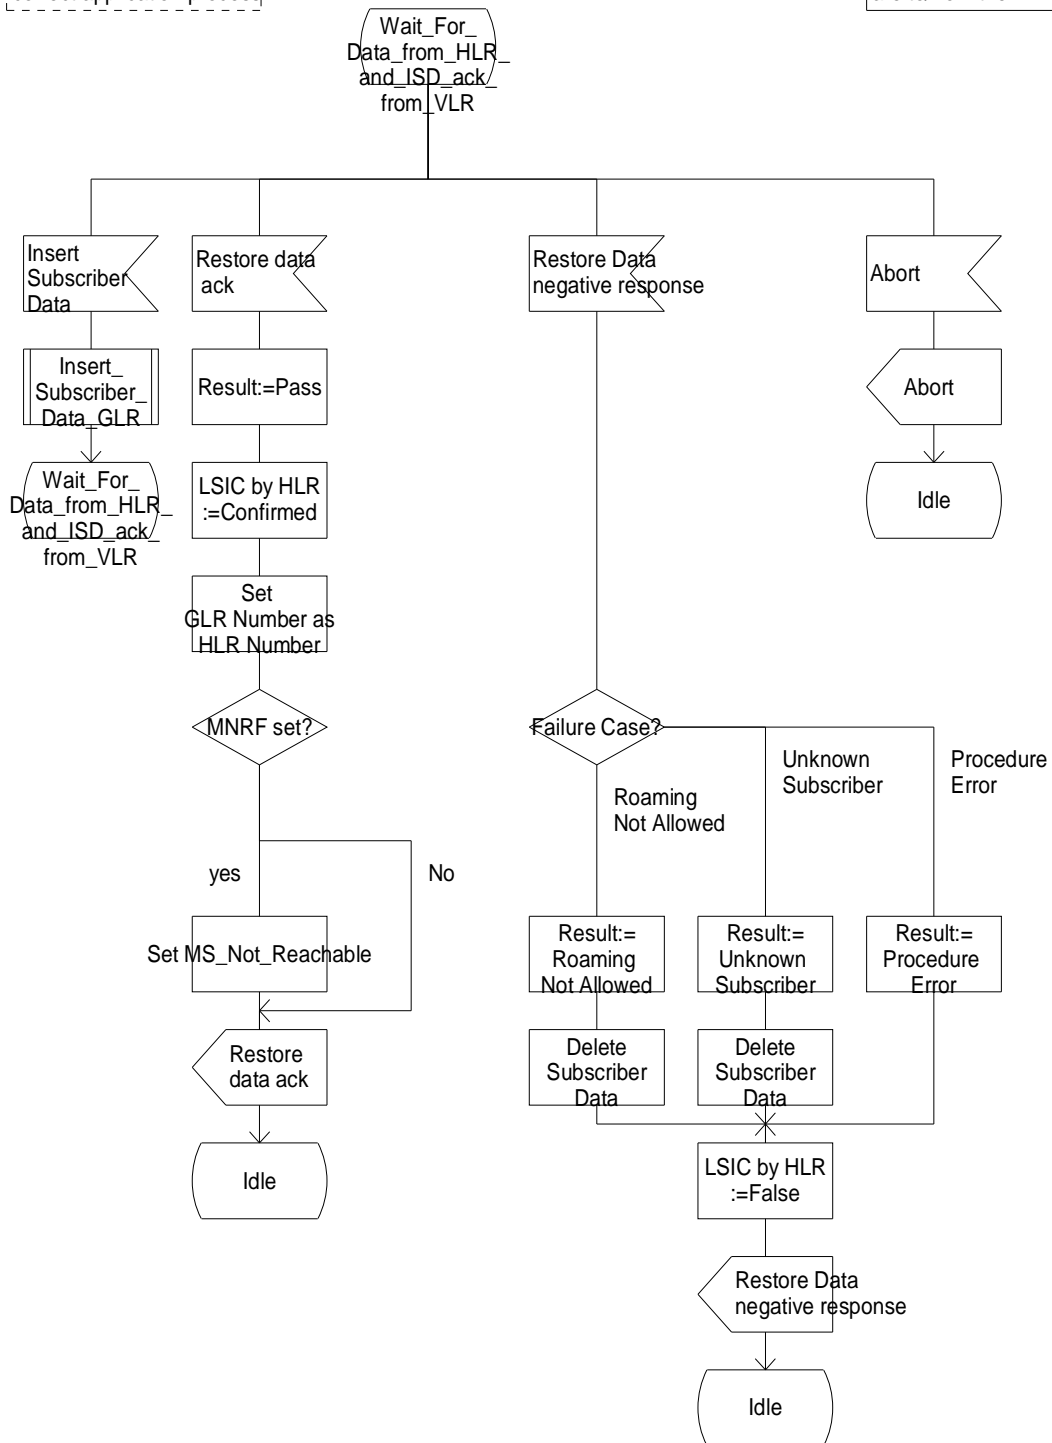 Wait_For_
Data_from_HLR_
and_ISD_ack_
from_VLR
Insert
Subscriber
Data
Restore data
ack
Restore Data
negative response
Abort
Insert_
Subscriber_
Data_GLR
Result:=Pass
Abort
Wait_For_
Data_from_HLR_
and_ISD_ack_
from_VLR
LSIC by HLR
:=Confirmed
Idle
Set
GLR Number as
HLR Number
MNRF set?
Failure Case?
Roaming
Not Allowed
Unknown
Subscriber
Procedure
Error
yes
No
Set MS_Not_Reachable
Result:=
Roaming
Not Allowed
Result:=
Unknown
Subscriber
Result:=
Procedure
Error
Restore
data ack
Delete
Subscriber
Data
Delete
Subscriber
Data
Idle
LSIC by HLR
:=False
Restore Data
negative response
Idle